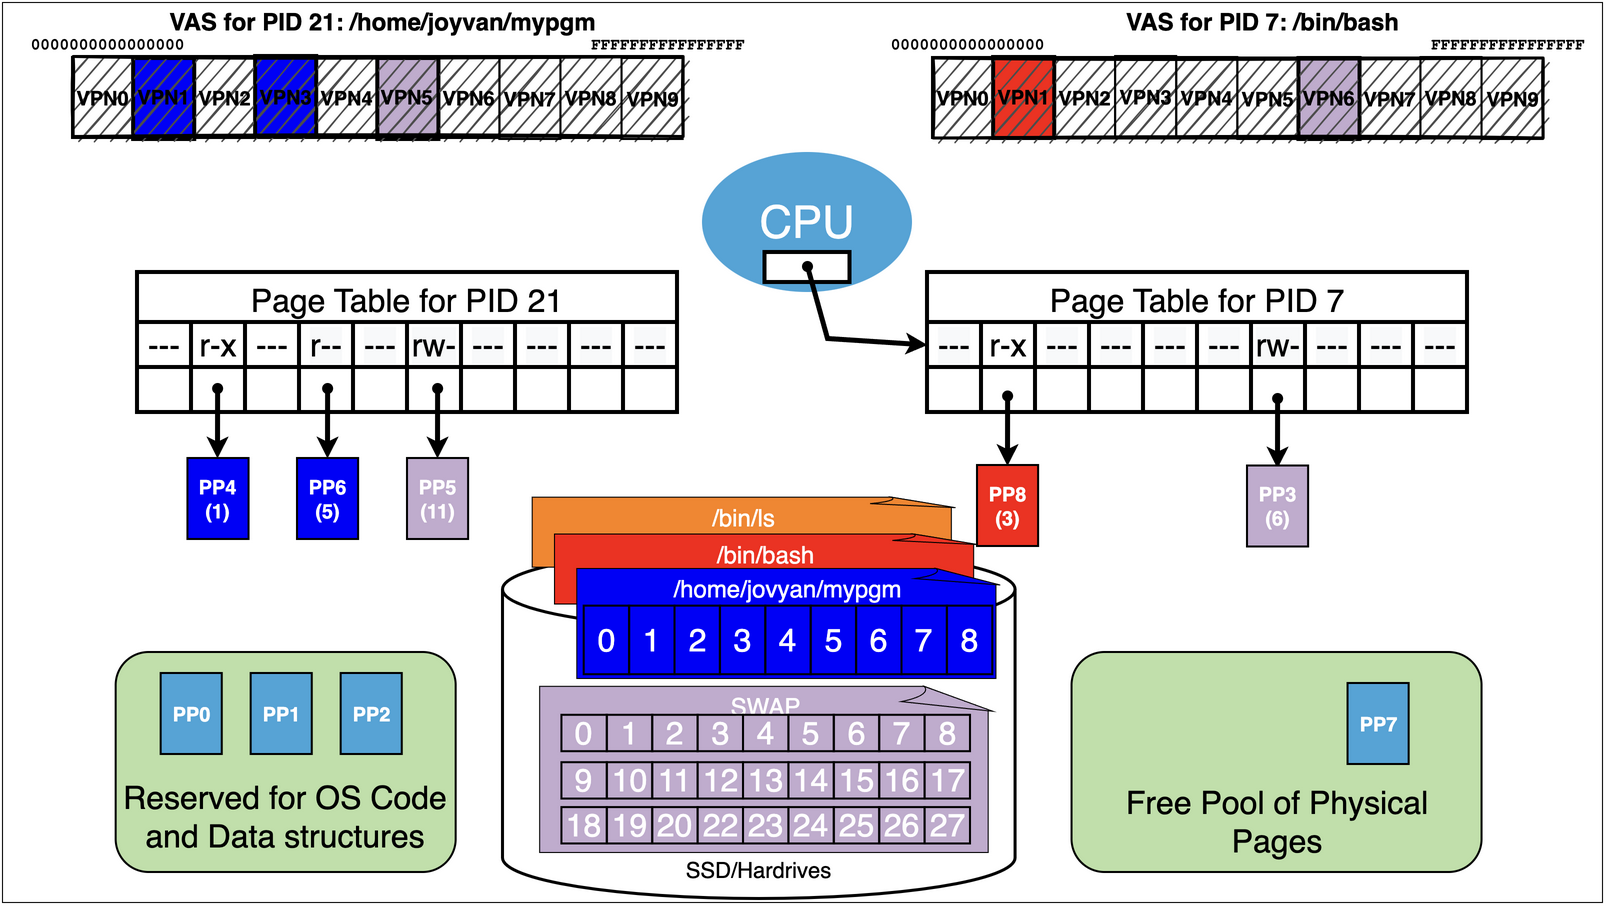 VAS for PID 21: /home/joyvan/mypgm
VAS for PID 7: /bin/bash
0000000000000000 FFFFFFFFFFFFFFFF
0000000000000000 FFFFFFFFFFFFFFFF
VPN0 VPN1 VPN2 VPN3 VPN4 VPN5 VPN6 VPN7 VPN8 VPN9
VPN0 VPN1 VPN2 VPN3 VPN4 VPN5 VPN6 VPN7 VPN8 VPN9
CPU
Page Table for PID 21
--- r-x --- r-- --- rw- --- --- --- ---
Page Table for PID 7
--- r-x --- --- --- --- rw- --- --- ---
PP4
(1)
PP6
(5)
PP5
(11)
PP8
(3)
PP3
(6)
/bin/ls
/bin/bash
/home/jovyan/mypgm
0 1 2 3 4 5 6 7 8
SWAP
0 1 2 3 4 5 6 7 8
9 10 11 12 13 14 15 16 17
18 19 20 22 23 24 25 26 27
SSD/Hardrives
PP0 PP1 PP2
Reserved for OS Code
and Data structures
PP7
Free Pool of Physical
Pages